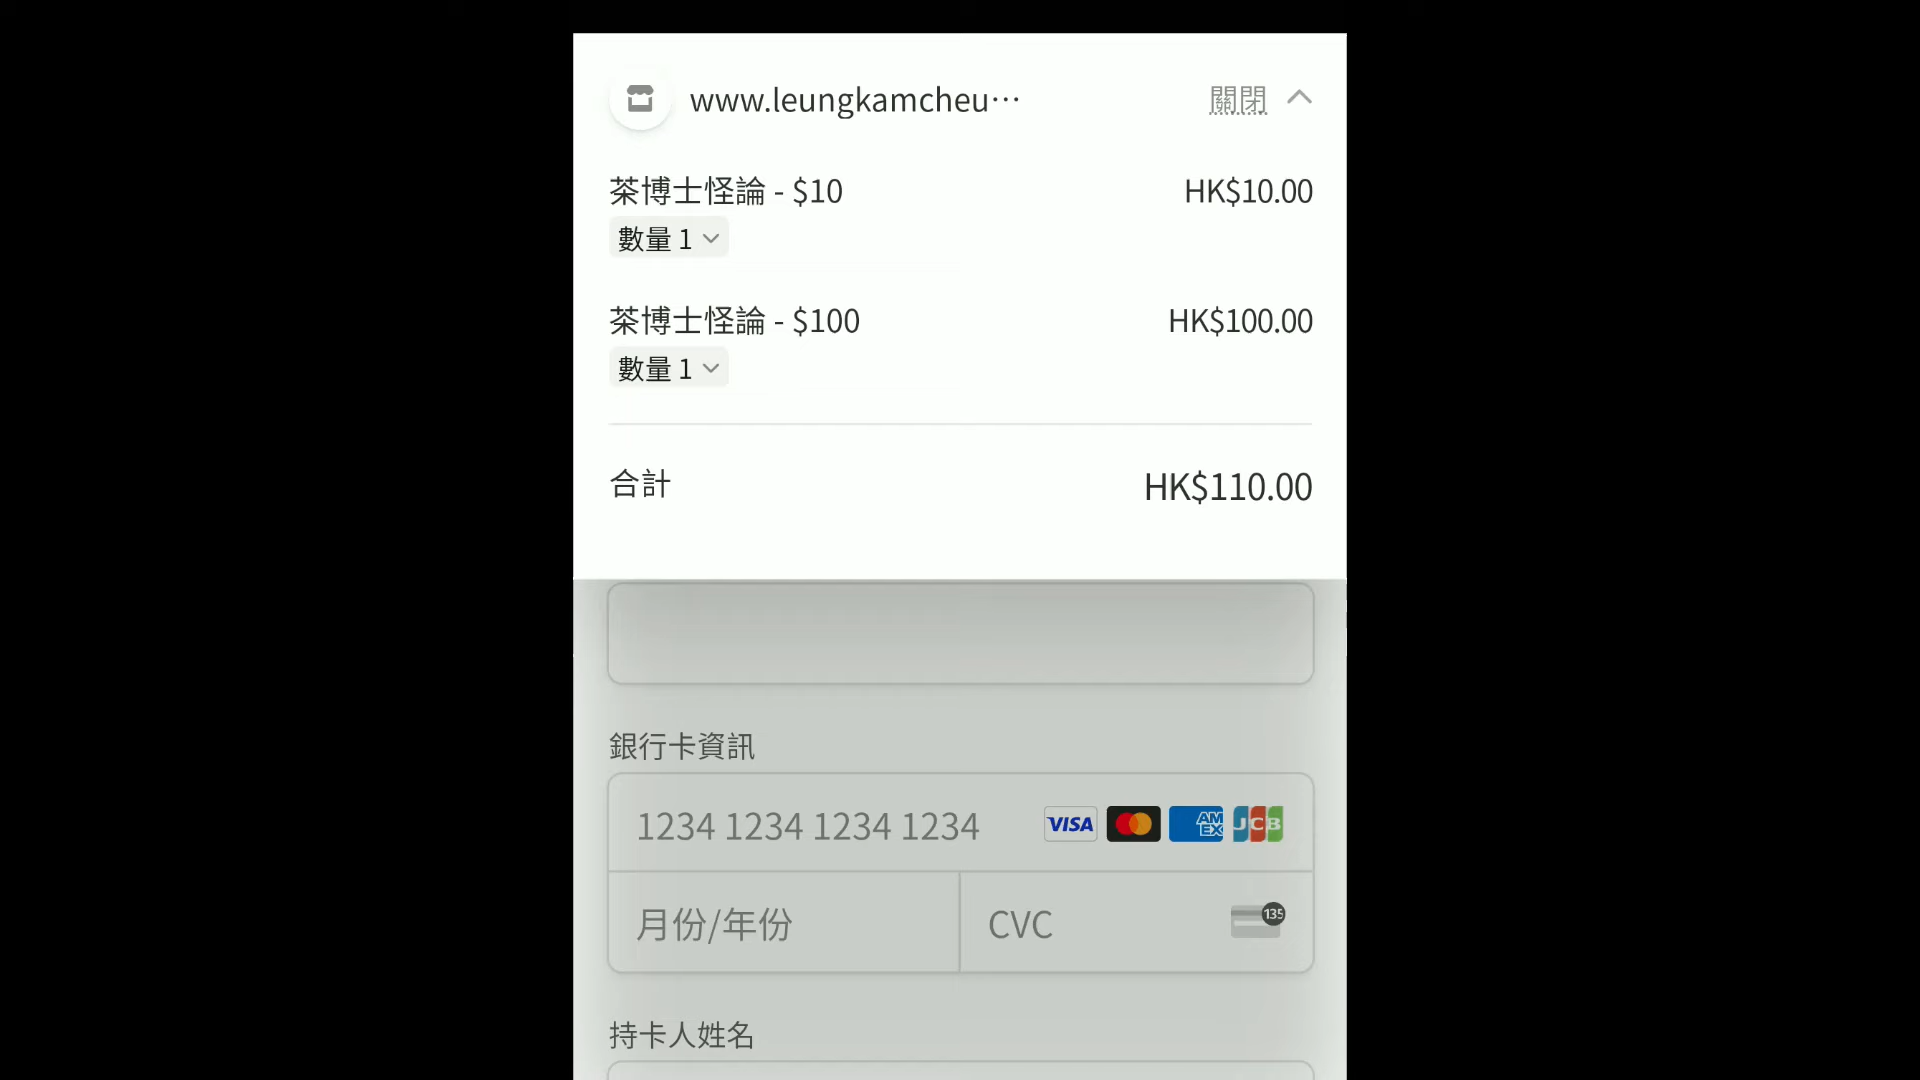 www.leungkamcheu… 關閉
茶博士怪論 - $10 HK$10.00
數量 1
茶博士怪論 - $100 HK$100.00
數量 1
合計 HK$110.00
銀行卡資訊
1234 1234 1234 1234 VISA AMEX JCB
月份/年份 CVC 135
持卡人姓名